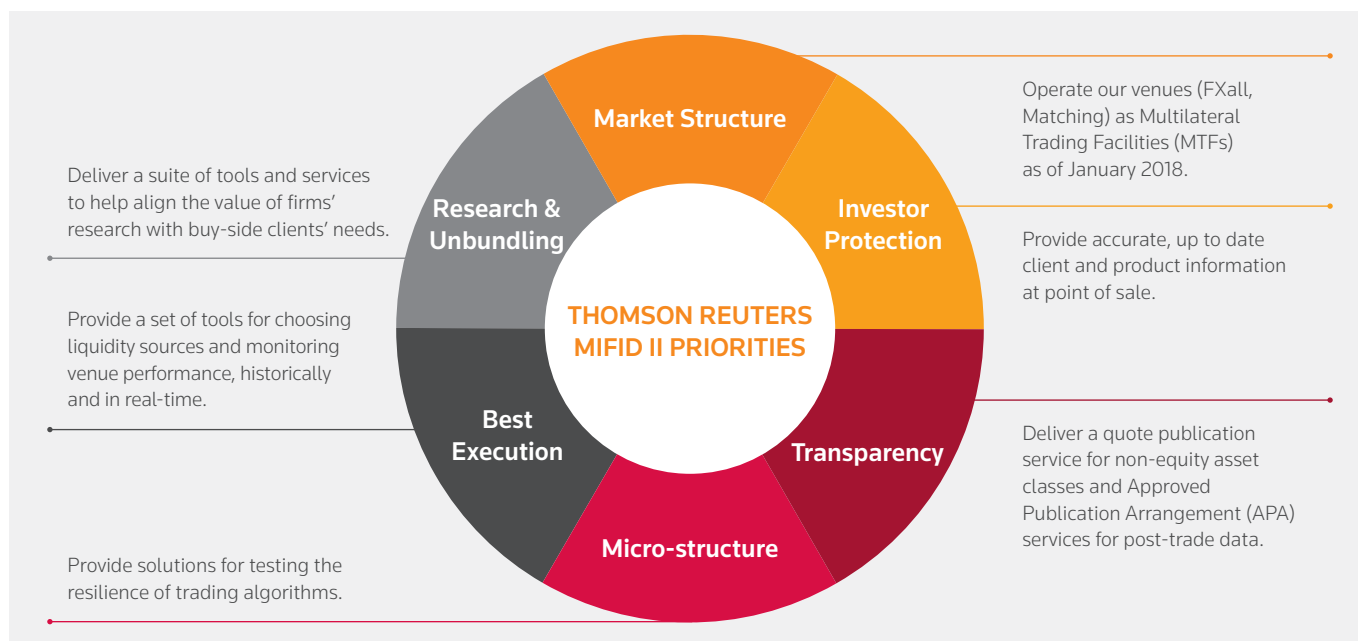 Market Structure
Operate our venues (FXall,
Matching) as Multilateral
Trading Facilities (MTFs)
as of January 2018.
Investor
Protection
Provide accurate, up to date
client and product information
at point of sale.
Transparency
Deliver a quote publication
service for non-equity asset
classes and Approved
Publication Arrangement (APA)
services for post-trade data.
Micro-structure
Provide solutions for testing the
resilience of trading algorithms.
Best
Execution
Provide a set of tools for choosing
liquidity sources and monitoring
venue performance, historically
and in real-time.
Research &
Unbundling
Deliver a suite of tools and services
to help align the value of firms’
research with buy-side clients’ needs.
THOMSON REUTERS
MIFID II PRIORITIES